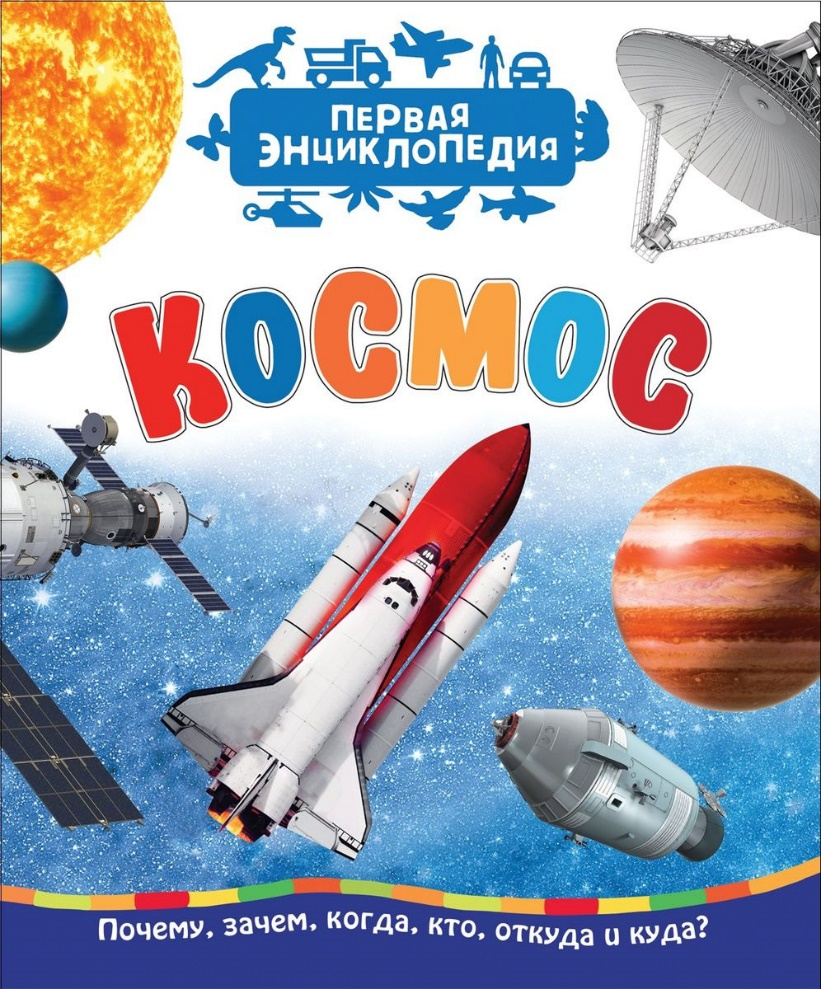 ПЕРВАЯ
ЭНЦИКЛОПЕДИЯ
КОСМОС
Почему, зачем, когда, кто, откуда и куда?